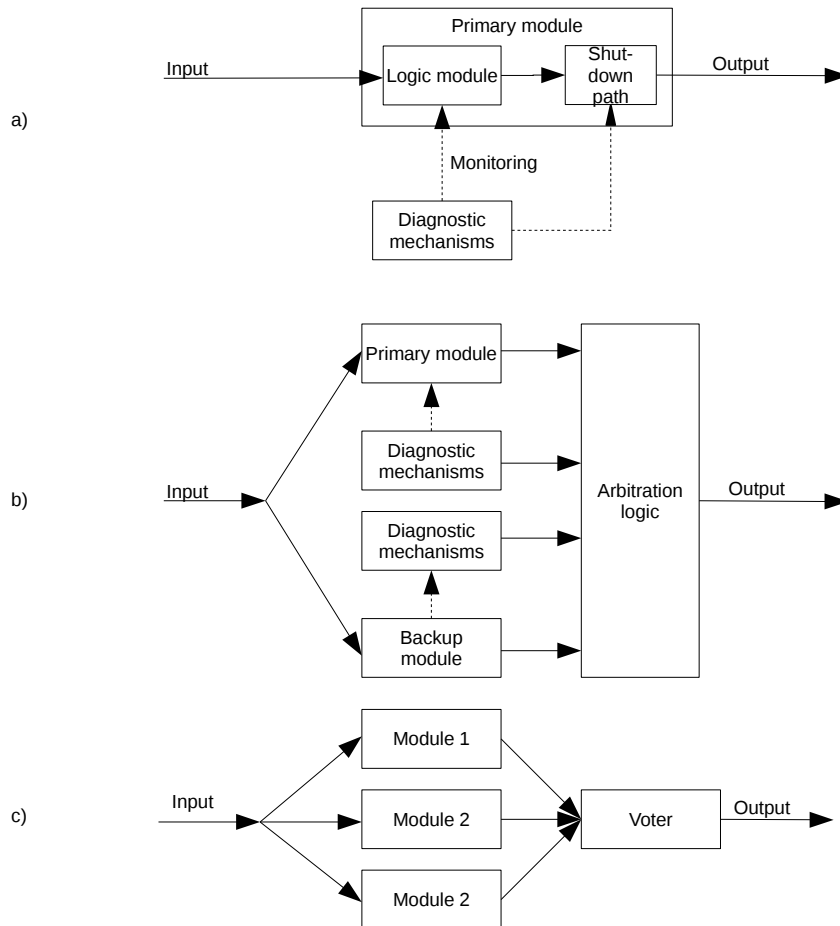 Primary module
Input
Logic module
Shut-
down
path
Output
a)
Monitoring
Diagnostic
mechanisms
Primary module
Diagnostic
mechanisms
b)
Input
Arbitration
logic
Output
Diagnostic
mechanisms
Backup
module
Module 1
c)
Input
Module 2
Voter
Output
Module 2